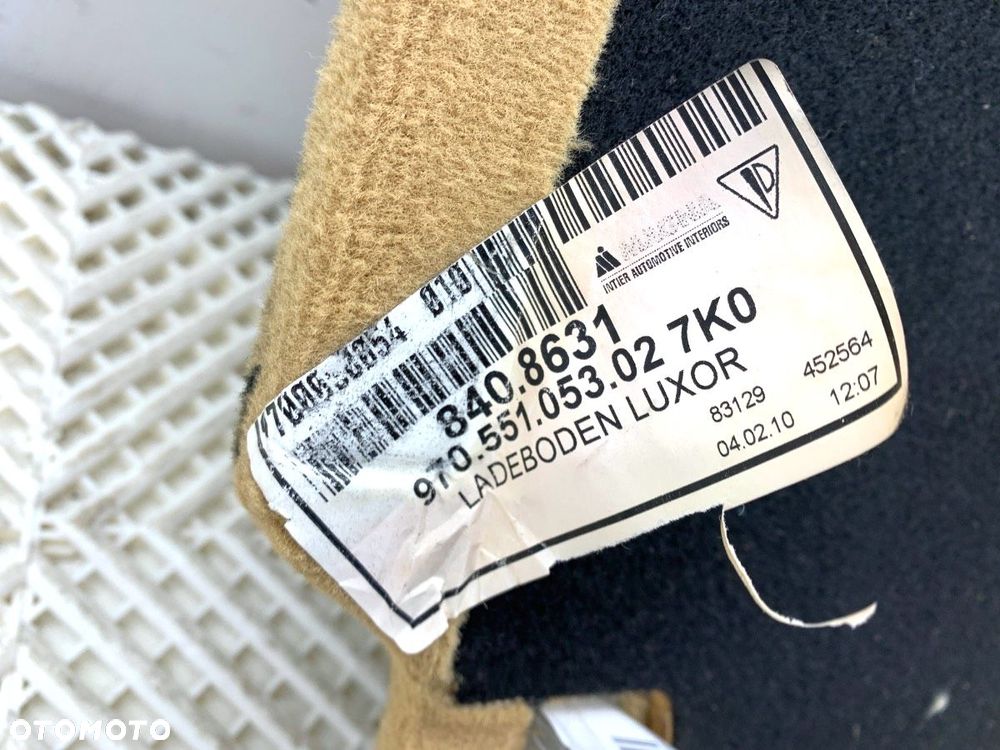 INTIER AUTOMOTIVE INTERIORS
840.8631
970.551.053.02 7K0
LADEBODEN LUXOR
83129 452564
04.02.10 12:07
OTOMOTO